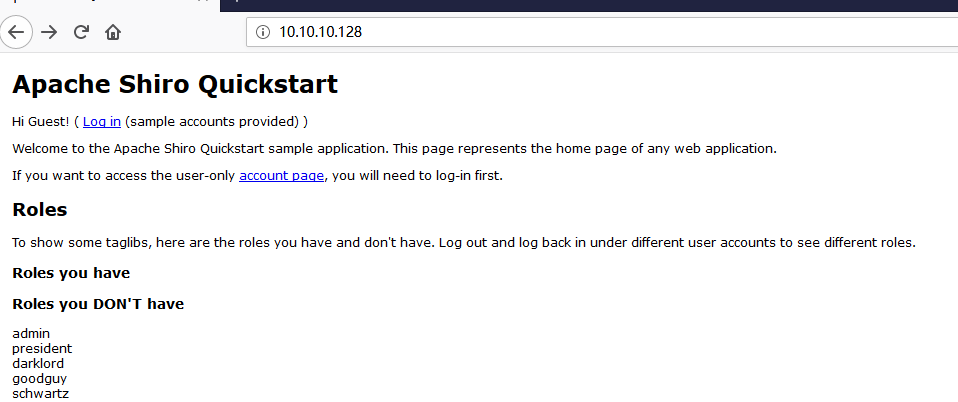 10.10.10.128
Apache Shiro Quickstart
Hi Guest! ( Log in (sample accounts provided) )
Welcome to the Apache Shiro Quickstart sample application. This page represents the home page of any web application.
If you want to access the user-only account page, you will need to log-in first.
Roles
To show some taglibs, here are the roles you have and don't have. Log out and log back in under different user accounts to see different roles.
Roles you have
Roles you DON'T have
admin
president
darklord
goodguy
schwartz